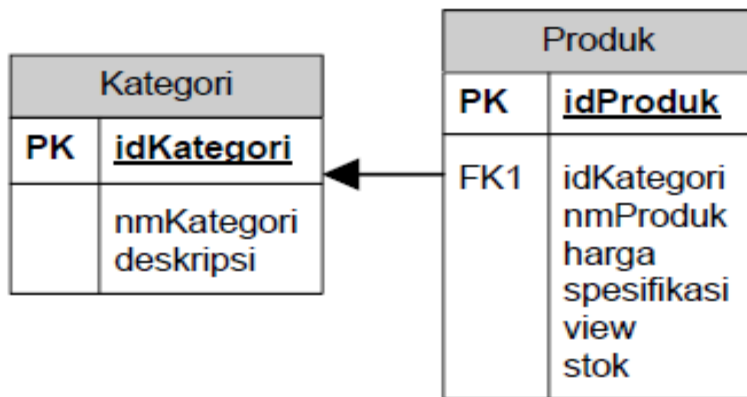 Kategori
PK idKategori
nmKategori
deskripsi
Produk
PK idProduk
FK1 idKategori
nmProduk
harga
spesifikasi
view
stok